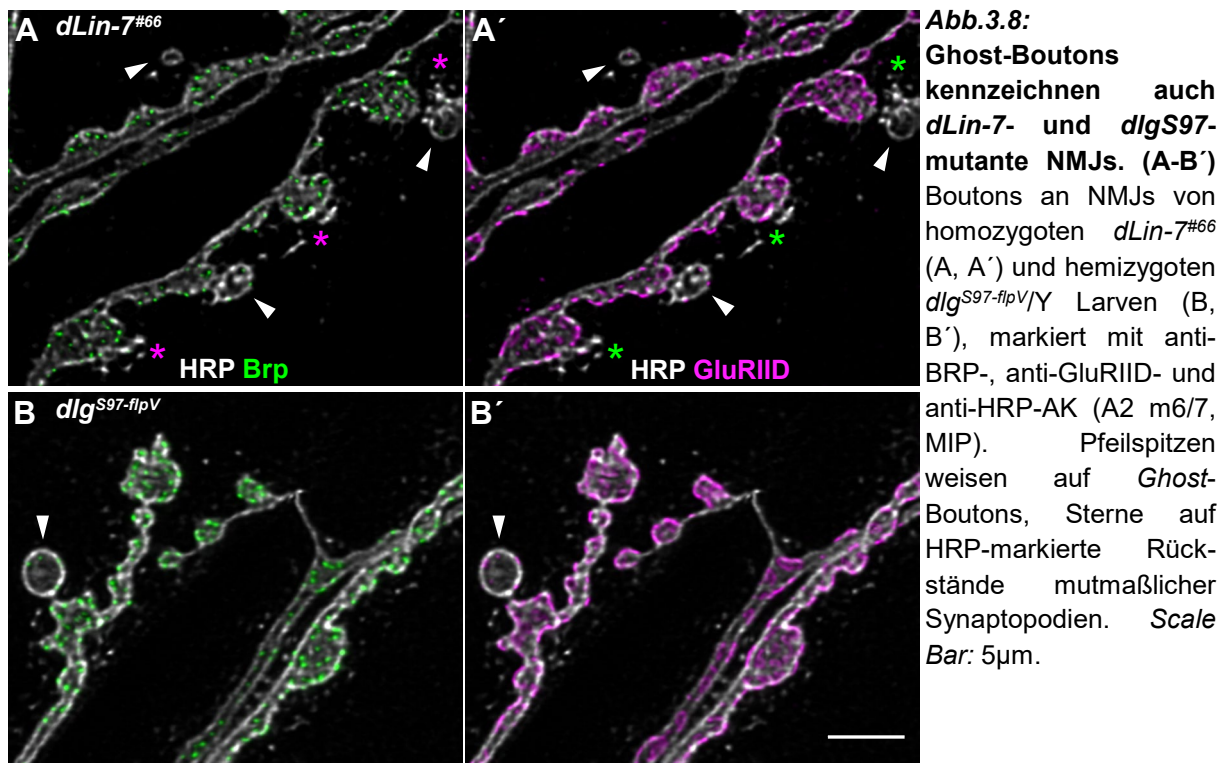 A dLin-7#66
*
*
*
HRP Brp
A´
*
*
*
HRP GluRIID
B dlgS97-flpV
B´
Abb.3.8:
Ghost-Boutons
kennzeichnen auch
dLin-7- und dlgS97-
mutante NMJs. (A-B´)
Boutons an NMJs von
homozygoten dLin-7#66
(A, A´) und hemizygoten
dlgS97-flpV/Y Larven (B,
B´), markiert mit anti-
BRP-, anti-GluRIID- und
anti-HRP-AK (A2 m6/7,
MIP). Pfeilspitzen
weisen auf Ghost-
Boutons, Sterne auf
HRP-markierte Rück-
stände mutmaßlicher
Synaptopodien. Scale
Bar: 5µm.